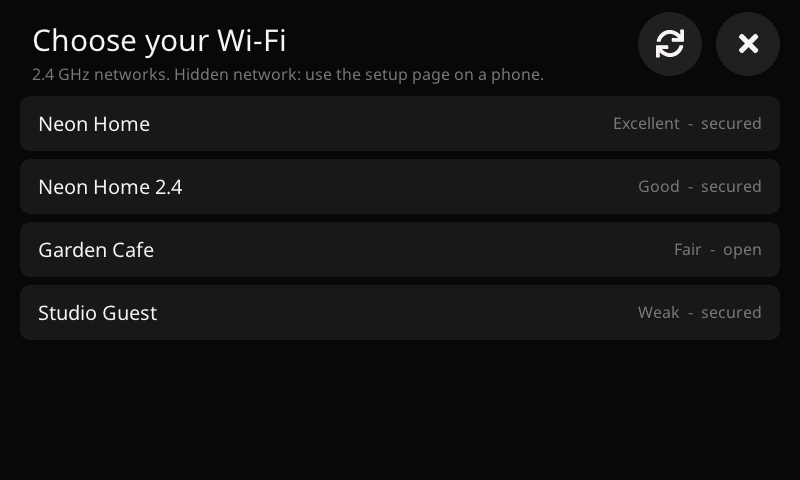 Choose your Wi-Fi
2.4 GHz networks. Hidden network: use the setup page on a phone.
Neon Home Excellent - secured
Neon Home 2.4 Good - secured
Garden Cafe Fair - open
Studio Guest Weak - secured